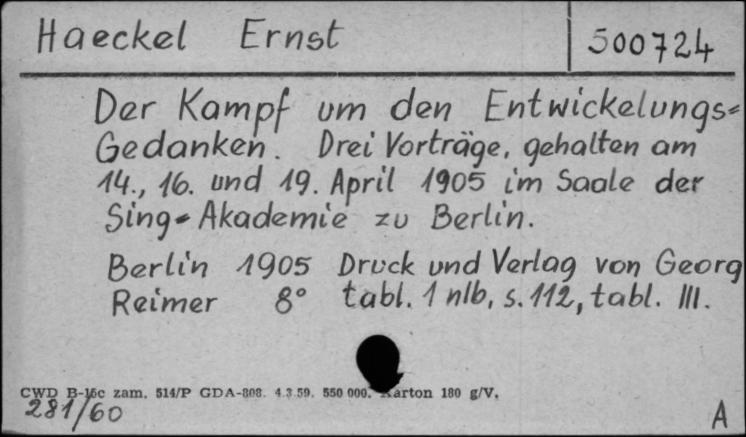 Haeckel Ernst 500724
Der Kampf um den Entwickelungs=
Gedanken. Drei Vorträge, gehalten am
14., 16. und 19. April 1905 im Saale der
Sing=Akademie zu Berlin.
Berlin 1905 Druck und Verlag von Georg
Reimer 8° tabl. 1 nlb, s. 112, tabl. III.
CWD B-15c zam. 514/P GDA-808. 4.3.59. 550 000. Karton 180 g/V.
281/60
A